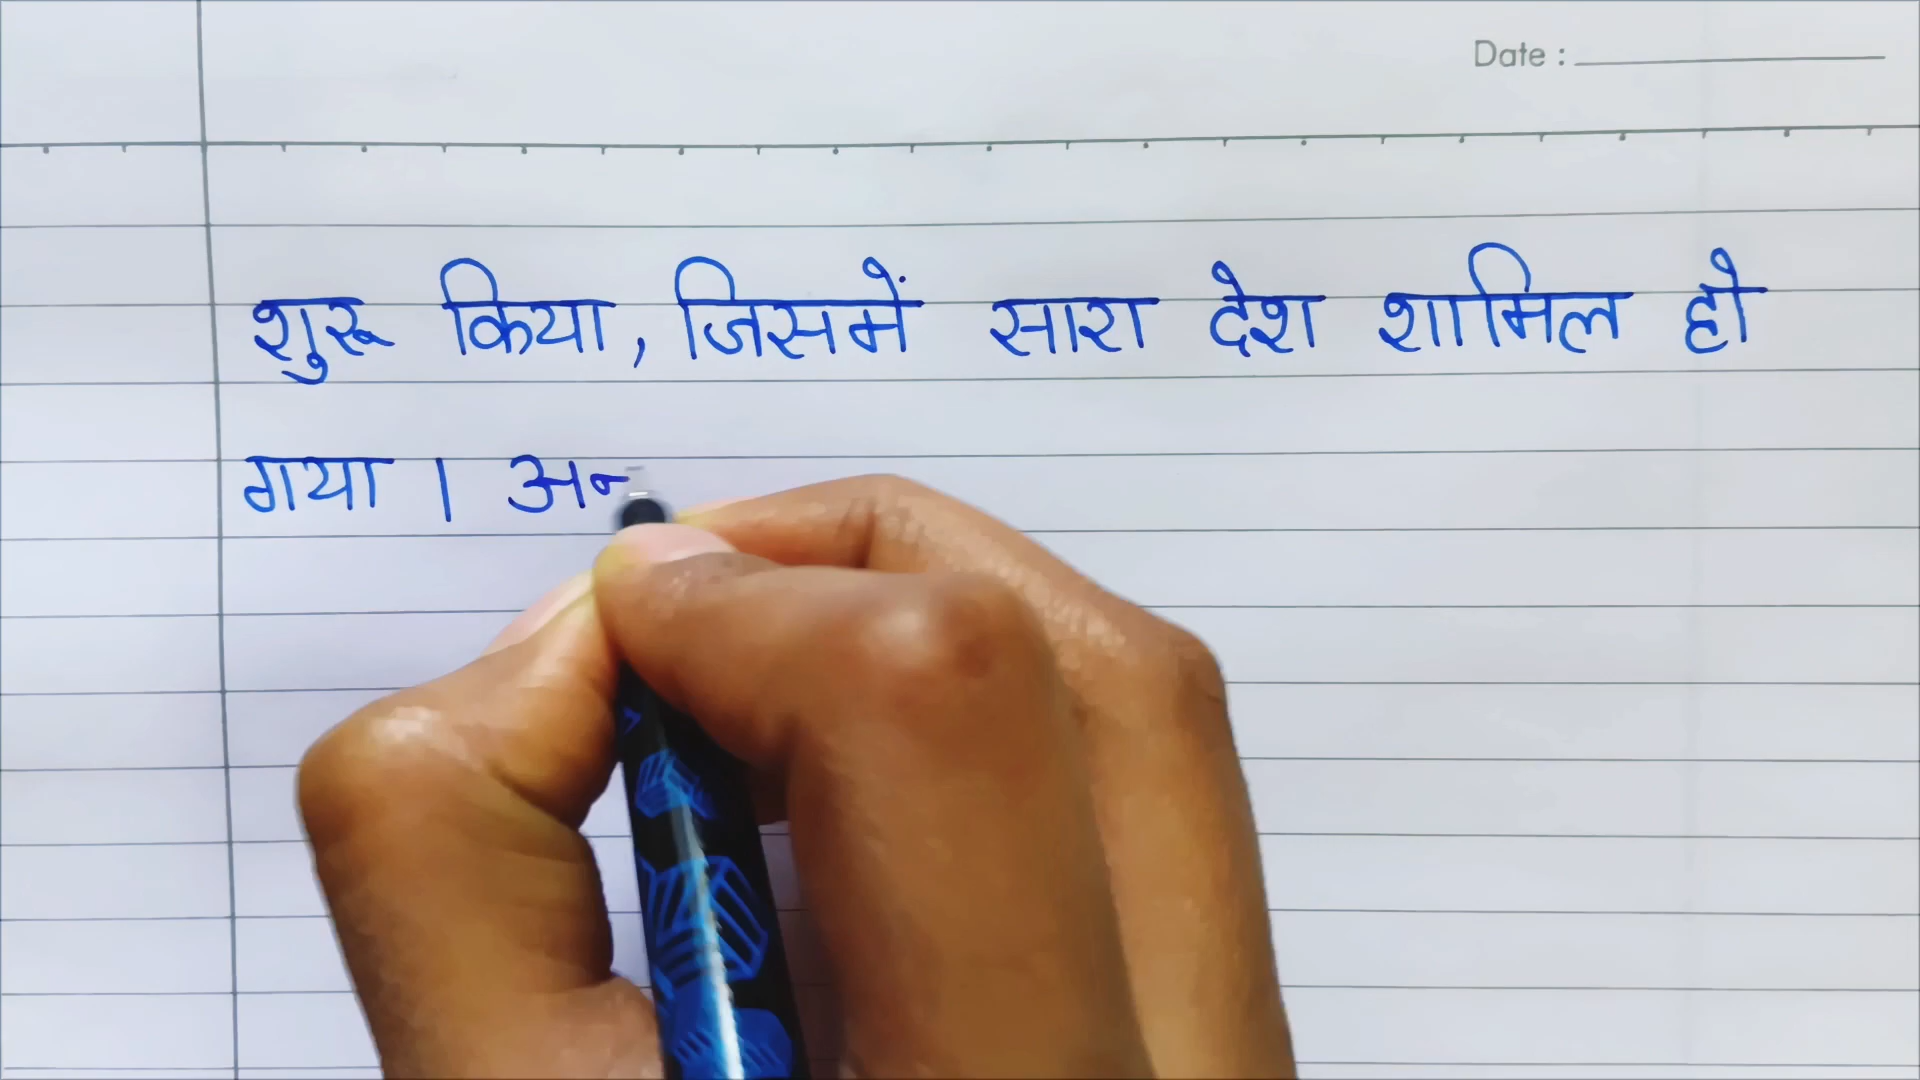 Date :
शुरू किया, जिसमें सारा देश शामिल हो
गया ।